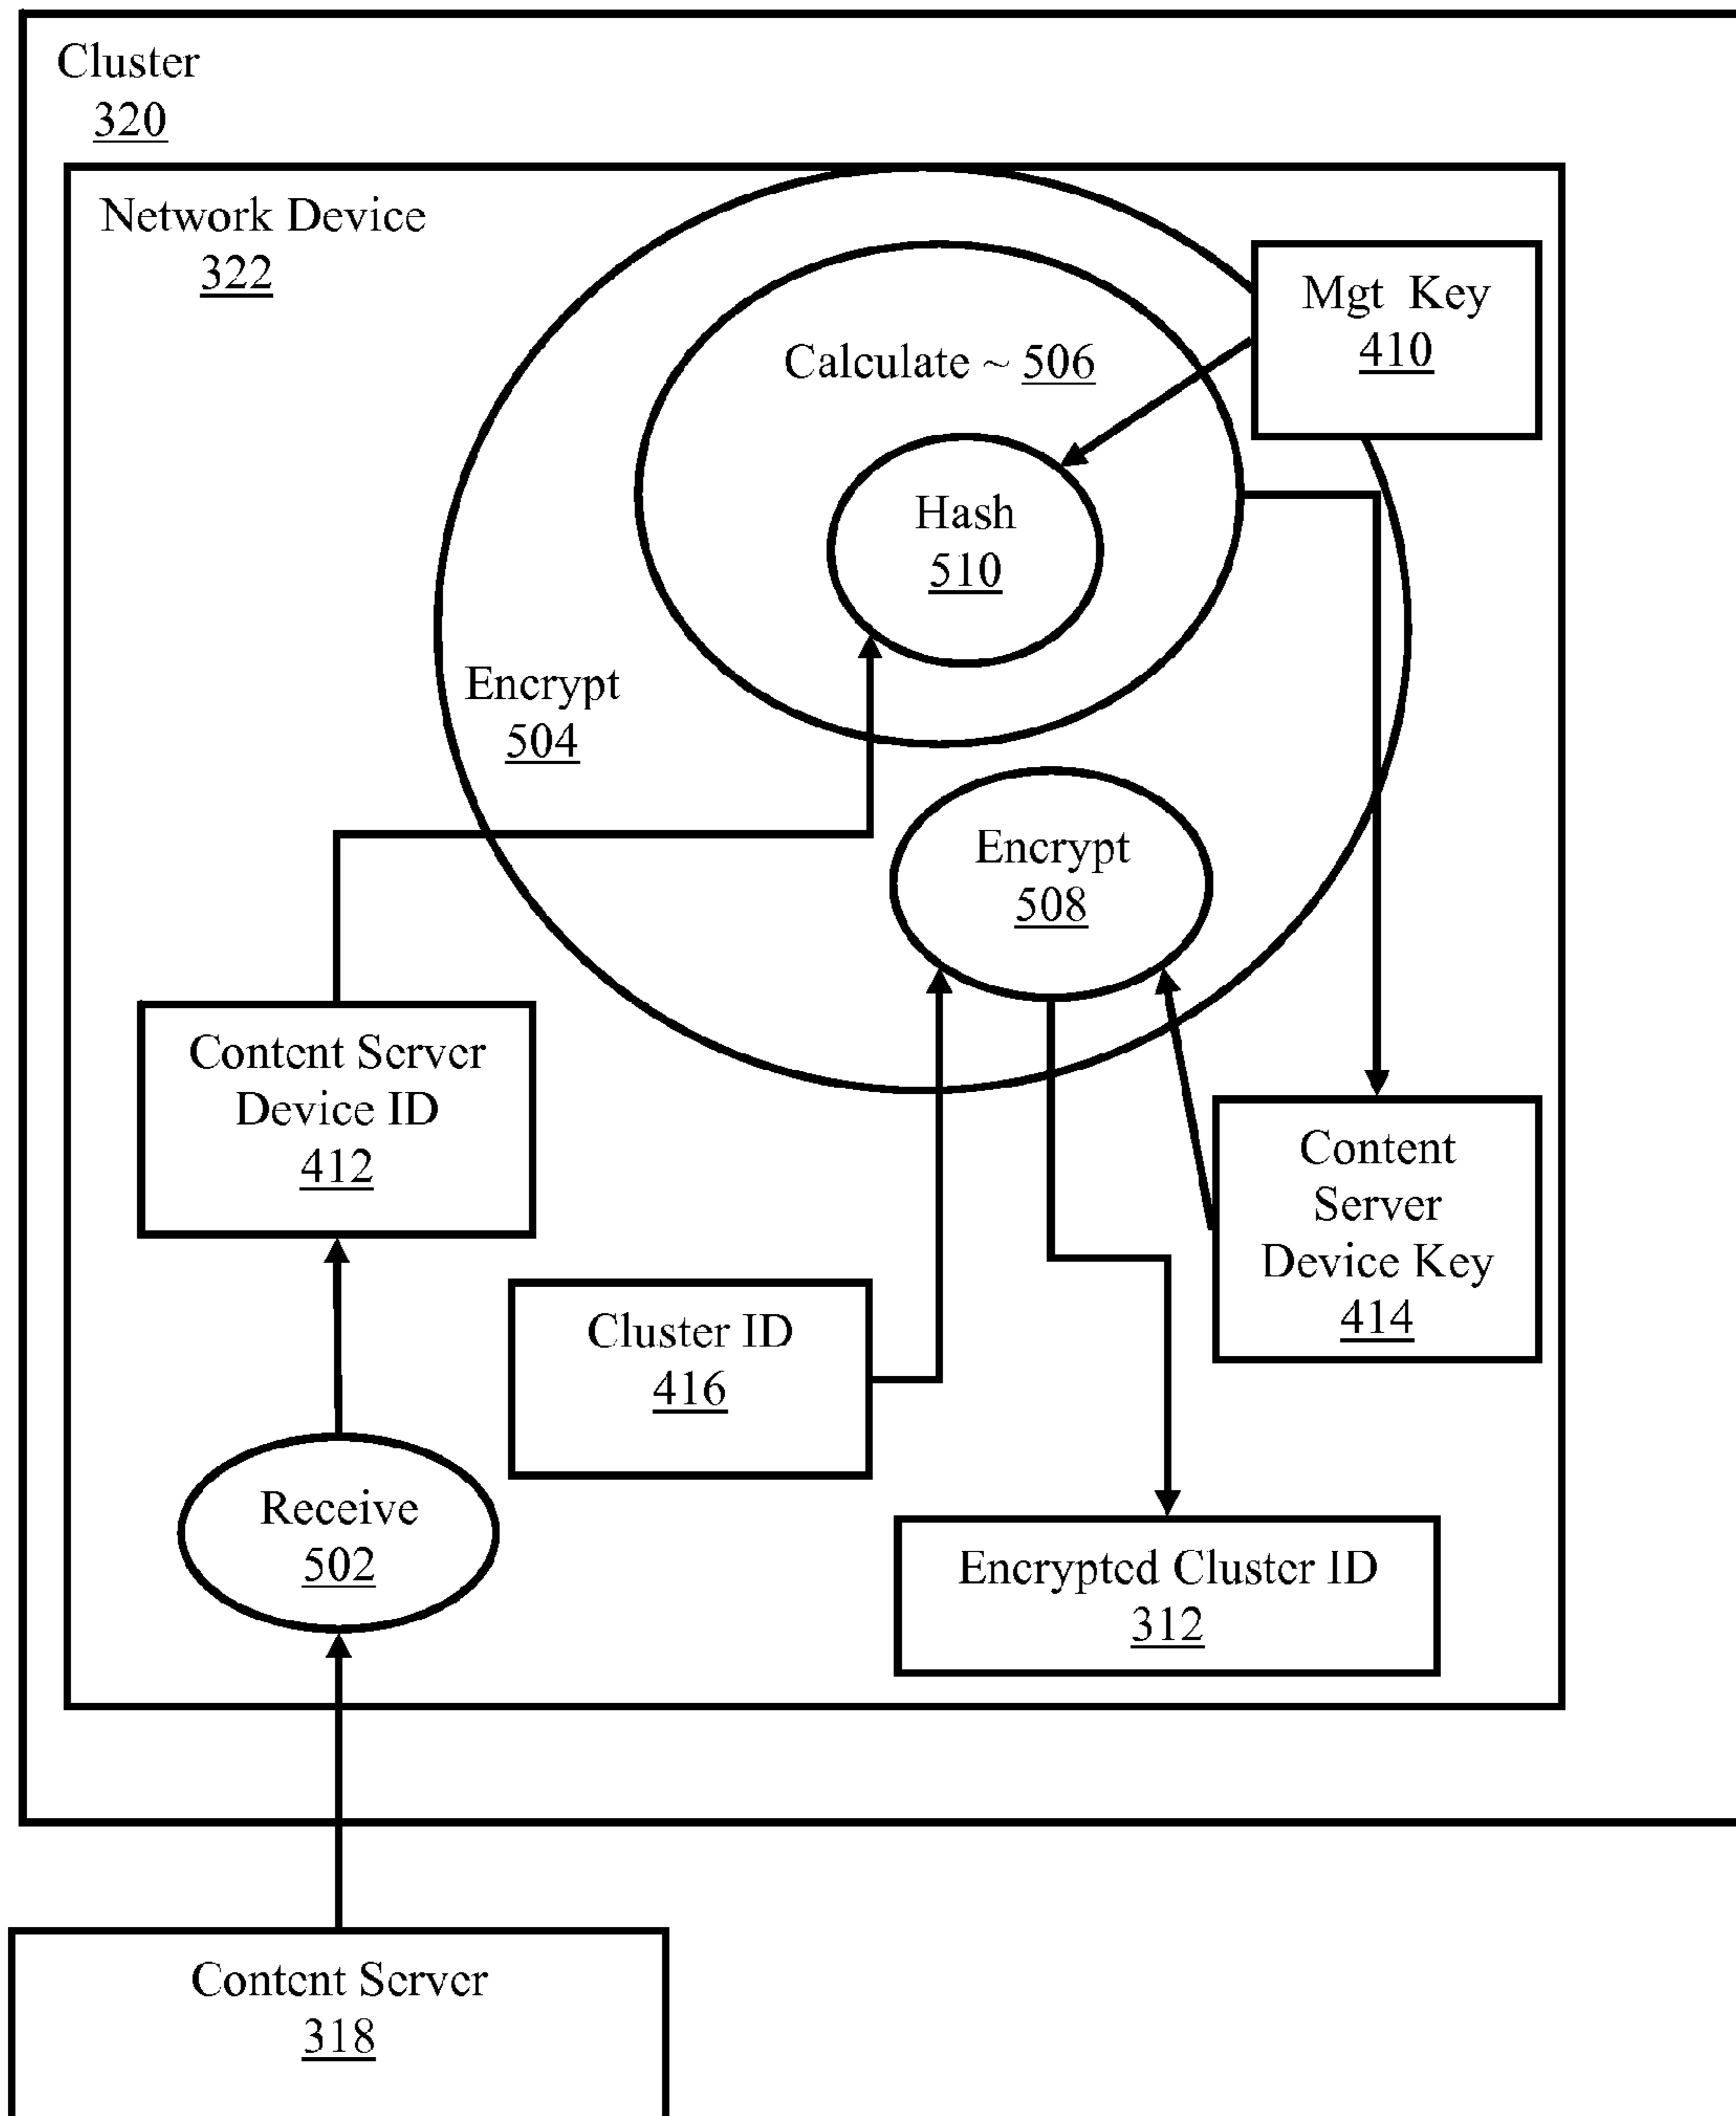 Cluster
320
Network Device
322
Mgt Key
410
Calculate ~ 506
Hash
510
Encrypt
504
Encrypt
508
Content Server
Device ID
412
Content
Server
Device Key
414
Cluster ID
416
Receive
502
Encrypted Cluster ID
312
Content Server
318